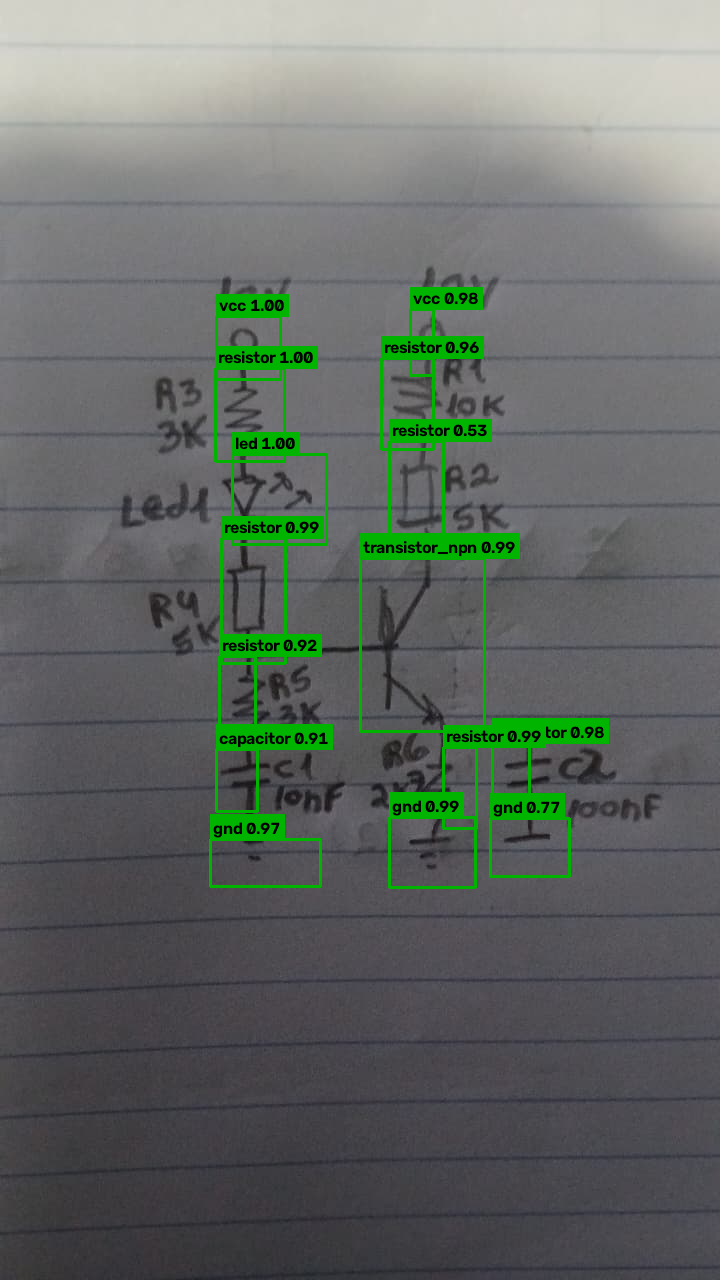 vcc 1.00
vcc 0.98
resistor 1.00
resistor 0.96
R3
3K
R1
10K
led 1.00
resistor 0.53
Led1
R2
5K
resistor 0.99
transistor_npn 0.99
R4
5K
resistor 0.92
R5
3K
capacitor 0.91
resistor 0.99
tor 0.98
C1
10nF
R6
C2
100nF
gnd 0.99
gnd 0.77
gnd 0.97